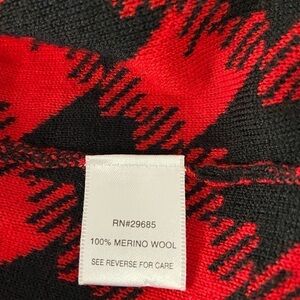 RN#29685
100% MERINO WOOL
SEE REVERSE FOR CARE